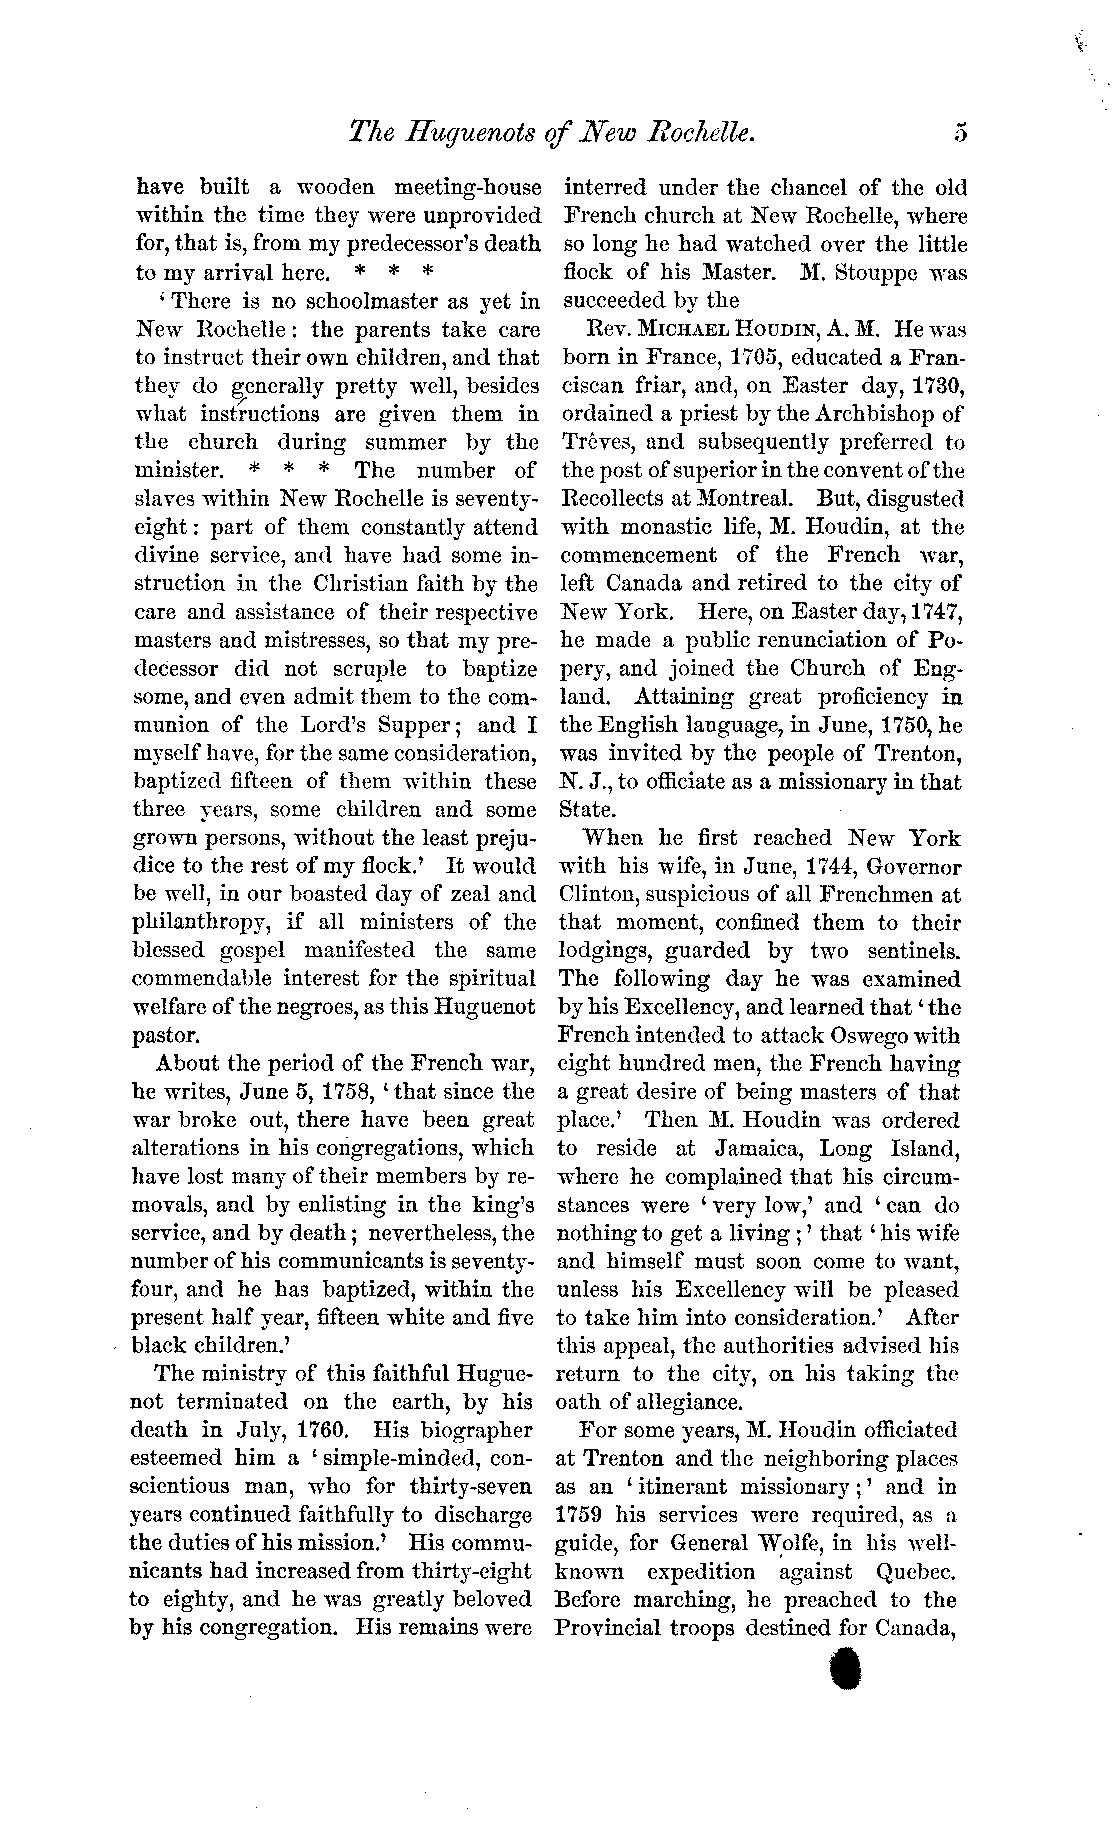 The Huguenots of New Rochelle. 5
have built a wooden meeting-house
within the time they were unprovided
for, that is, from my predecessor's death
to my arrival here. * * *
‘There is no schoolmaster as yet in
New Rochelle: the parents take care
to instruct their own children, and that
they do generally pretty well, besides
what instructions are given them in
the church during summer by the
minister. * * * The number of
slaves within New Rochelle is seventy-
eight: part of them constantly attend
divine service, and have had some in-
struction in the Christian faith by the
care and assistance of their respective
masters and mistresses, so that my pre-
decessor did not scruple to baptize
some, and even admit them to the com-
munion of the Lord's Supper; and I
myself have, for the same consideration,
baptized fifteen of them within these
three years, some children and some
grown persons, without the least preju-
dice to the rest of my flock.’ It would
be well, in our boasted day of zeal and
philanthropy, if all ministers of the
blessed gospel manifested the same
commendable interest for the spiritual
welfare of the negroes, as this Huguenot
pastor.
About the period of the French war,
he writes, June 5, 1758, ‘that since the
war broke out, there have been great
alterations in his congregations, which
have lost many of their members by re-
movals, and by enlisting in the king's
service, and by death; nevertheless, the
number of his communicants is seventy-
four, and he has baptized, within the
present half year, fifteen white and five
black children.’
The ministry of this faithful Hugue-
not terminated on the earth, by his
death in July, 1760. His biographer
esteemed him a ‘simple-minded, con-
scientious man, who for thirty-seven
years continued faithfully to discharge
the duties of his mission.’ His commu-
nicants had increased from thirty-eight
to eighty, and he was greatly beloved
by his congregation. His remains were
interred under the chancel of the old
French church at New Rochelle, where
so long he had watched over the little
flock of his Master. M. Stouppe was
succeeded by the
Rev. MICHAEL HOUDIN, A. M. He was
born in France, 1705, educated a Fran-
ciscan friar, and, on Easter day, 1730,
ordained a priest by the Archbishop of
Trêves, and subsequently preferred to
the post of superior in the convent of the
Recollects at Montreal. But, disgusted
with monastic life, M. Houdin, at the
commencement of the French war,
left Canada and retired to the city of
New York. Here, on Easter day, 1747,
he made a public renunciation of Po-
pery, and joined the Church of Eng-
land. Attaining great proficiency in
the English language, in June, 1750, he
was invited by the people of Trenton,
N. J., to officiate as a missionary in that
State.
When he first reached New York
with his wife, in June, 1744, Governor
Clinton, suspicious of all Frenchmen at
that moment, confined them to their
lodgings, guarded by two sentinels.
The following day he was examined
by his Excellency, and learned that ‘the
French intended to attack Oswego with
eight hundred men, the French having
a great desire of being masters of that
place.’ Then M. Houdin was ordered
to reside at Jamaica, Long Island,
where he complained that his circum-
stances were ‘very low,’ and ‘can do
nothing to get a living;’ that ‘his wife
and himself must soon come to want,
unless his Excellency will be pleased
to take him into consideration.’ After
this appeal, the authorities advised his
return to the city, on his taking the
oath of allegiance.
For some years, M. Houdin officiated
at Trenton and the neighboring places
as an ‘itinerant missionary;’ and in
1759 his services were required, as a
guide, for General Wolfe, in his well-
known expedition against Quebec.
Before marching, he preached to the
Provincial troops destined for Canada,